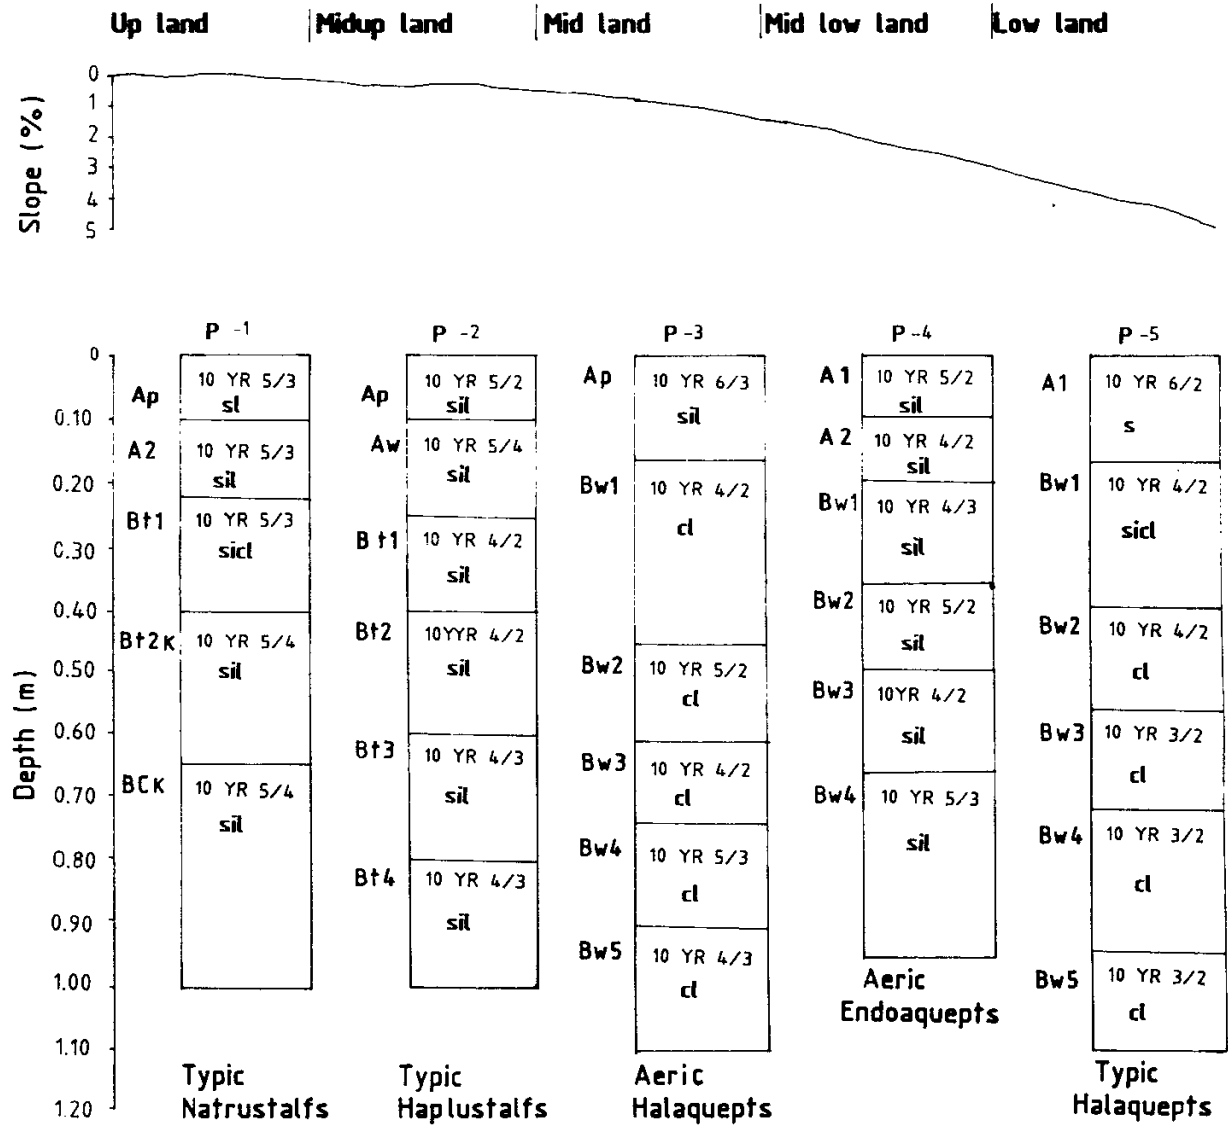 Up land
Midup land
Mid land
Mid low land
Low land
Slope (%)
0
1
2
3
4
5
Depth (m)
0
0.10
0.20
0.30
0.40
0.50
0.60
0.70
0.80
0.90
1.00
1.10
1.20
P -1
Ap
10 YR 5/3
sl
A2
10 YR 5/3
sil
Bt1
10 YR 5/3
sicl
Bt2K
10 YR 5/4
sil
BCK
10 YR 5/4
sil
Typic
Natrustalfs
P -2
Ap
10 YR 5/2
sil
Aw
10 YR 5/4
sil
Bt1
10 YR 4/2
sil
Bt2
10YYR 4/2
sil
Bt3
10 YR 4/3
sil
Bt4
10 YR 4/3
sil
Typic
Haplustalfs
P -3
Ap
10 YR 6/3
sil
Bw1
10 YR 4/2
cl
Bw2
10 YR 5/2
cl
Bw3
10 YR 4/2
cl
Bw4
10 YR 5/3
cl
Bw5
10 YR 4/3
cl
Aeric
Halaquepts
P -4
A1
10 YR 5/2
sil
A2
10 YR 4/2
sil
Bw1
10 YR 4/3
sil
Bw2
10 YR 5/2
sil
Bw3
10YR 4/2
sil
Bw4
10 YR 5/3
sil
Aeric
Endoaquepts
P -5
A1
10 YR 6/2
s
Bw1
10 YR 4/2
sicl
Bw2
10 YR 4/2
cl
Bw3
10 YR 3/2
cl
Bw4
10 YR 3/2
cl
Bw5
10 YR 3/2
cl
Typic
Halaquepts